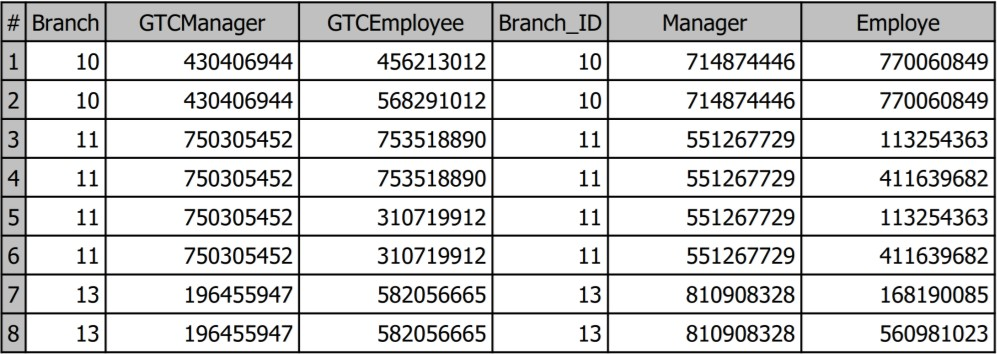 # Branch GTCManager GTCEmployee Branch_ID Manager Employe
1 10 430406944 456213012 10 714874446 770060849
2 10 430406944 568291012 10 714874446 770060849
3 11 750305452 753518890 11 551267729 113254363
4 11 750305452 753518890 11 551267729 411639682
5 11 750305452 310719912 11 551267729 113254363
6 11 750305452 310719912 11 551267729 411639682
7 13 196455947 582056665 13 810908328 168190085
8 13 196455947 582056665 13 810908328 560981023